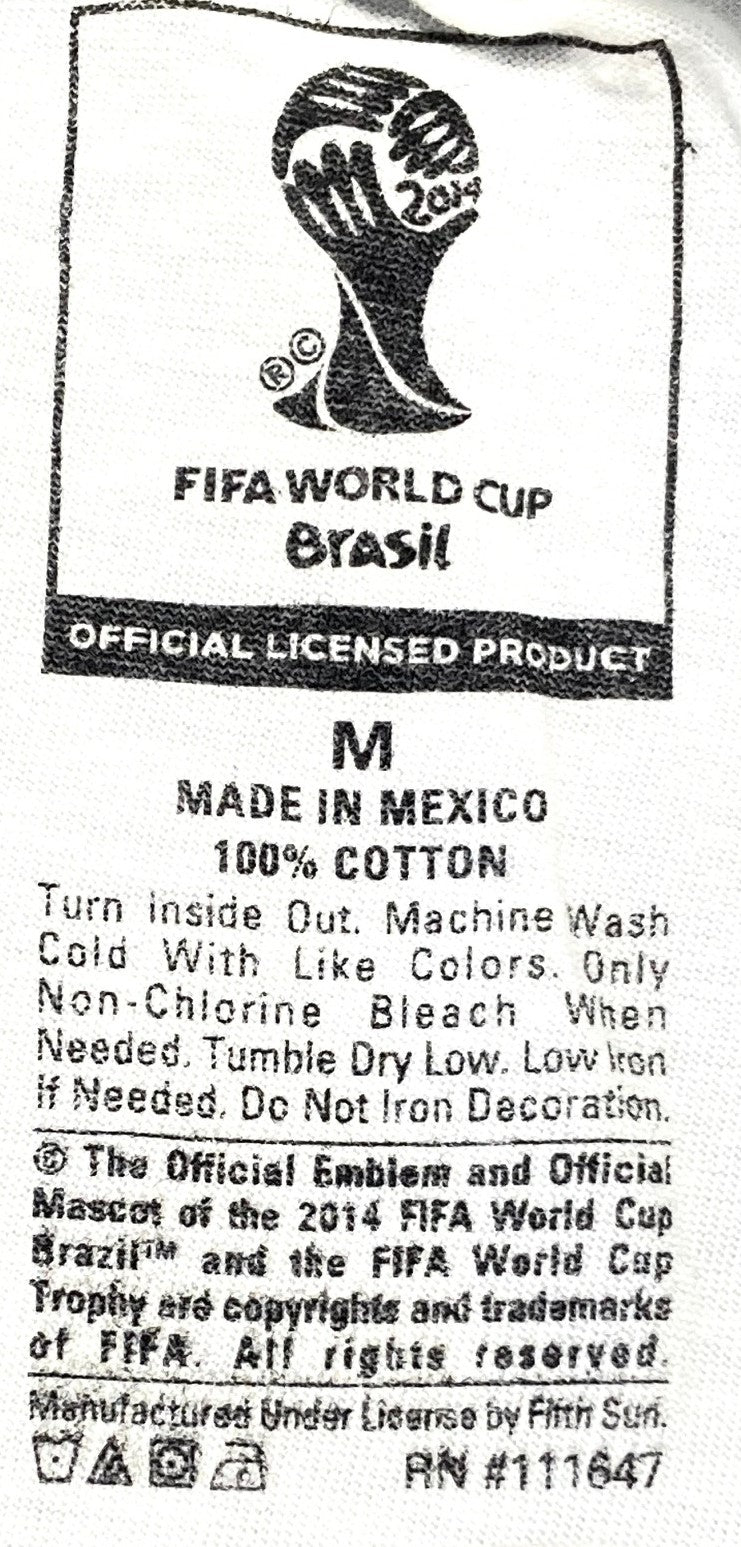 2014
© ®
FIFA WORLD CUP
Brasil
OFFICIAL LICENSED PRODUCT
M
MADE IN MEXICO
100% COTTON
Turn Inside Out. Machine Wash
Cold With Like Colors. Only
Non-Chlorine Bleach When
Needed. Tumble Dry Low. Low Iron
If Needed. Do Not Iron Decoration.
© The Official Emblem and Official
Mascot of the 2014 FIFA World Cup
Brazil™ and the FIFA World Cup
Trophy are copyrights and trademarks
of FIFA. All rights reserved.
Manufactured Under License by Fifth Sun.
RN #111647